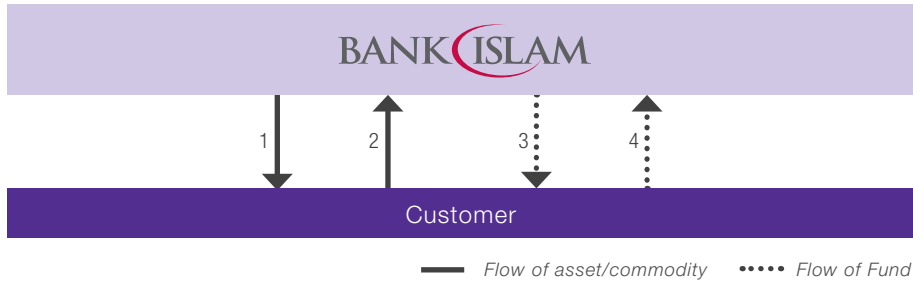 BANK ISLAM
1
2
3
4
Customer
Flow of asset/commodity
Flow of Fund